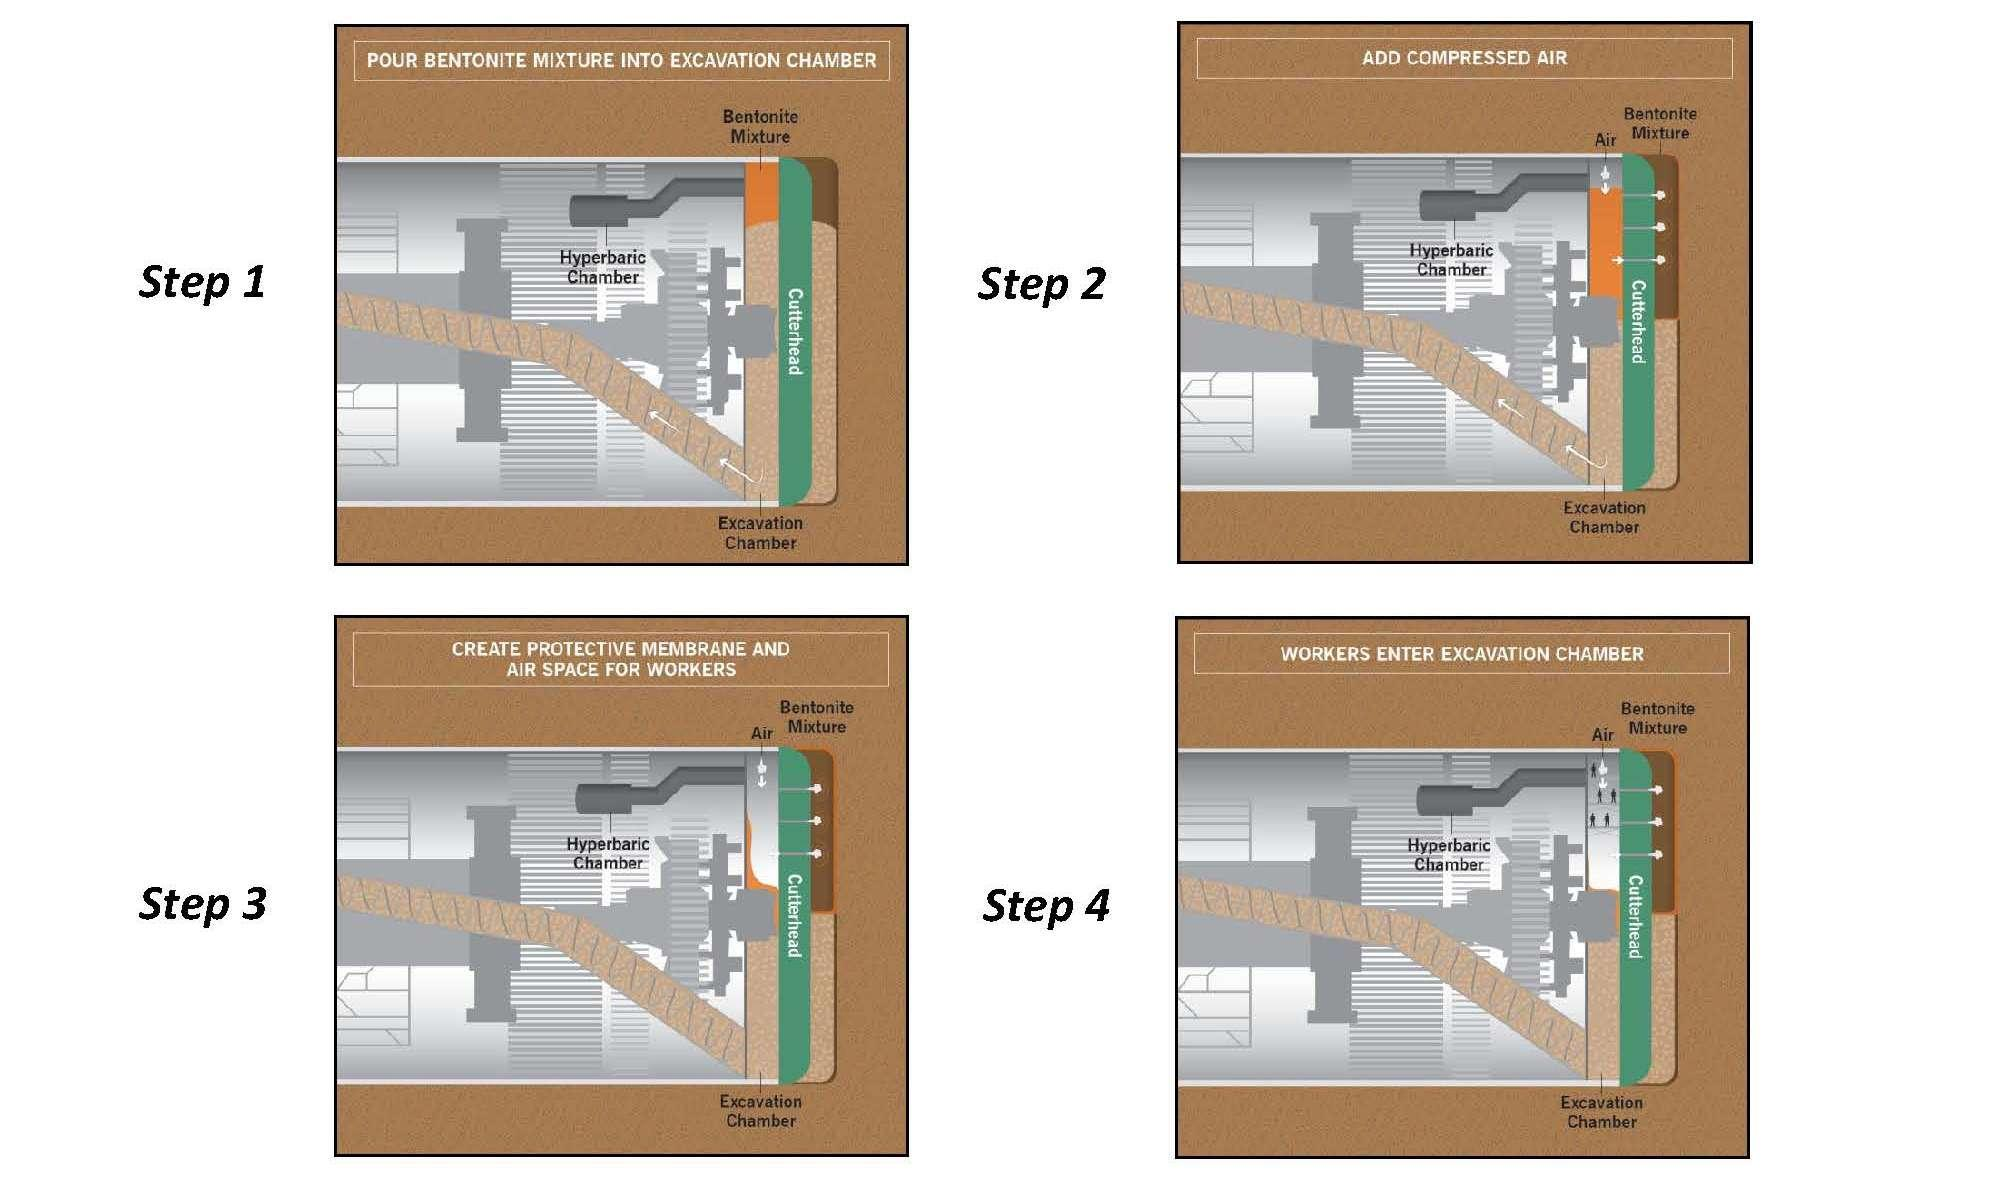 Step 1
POUR BENTONITE MIXTURE INTO EXCAVATION CHAMBER
Bentonite
Mixture
Hyperbaric
Chamber
Cutterhead
Excavation
Chamber
Step 2
ADD COMPRESSED AIR
Bentonite
Mixture
Air
Hyperbaric
Chamber
Cutterhead
Excavation
Chamber
Step 3
CREATE PROTECTIVE MEMBRANE AND
AIR SPACE FOR WORKERS
Bentonite
Mixture
Air
Hyperbaric
Chamber
Cutterhead
Excavation
Chamber
Step 4
WORKERS ENTER EXCAVATION CHAMBER
Bentonite
Mixture
Air
Hyperbaric
Chamber
Cutterhead
Excavation
Chamber